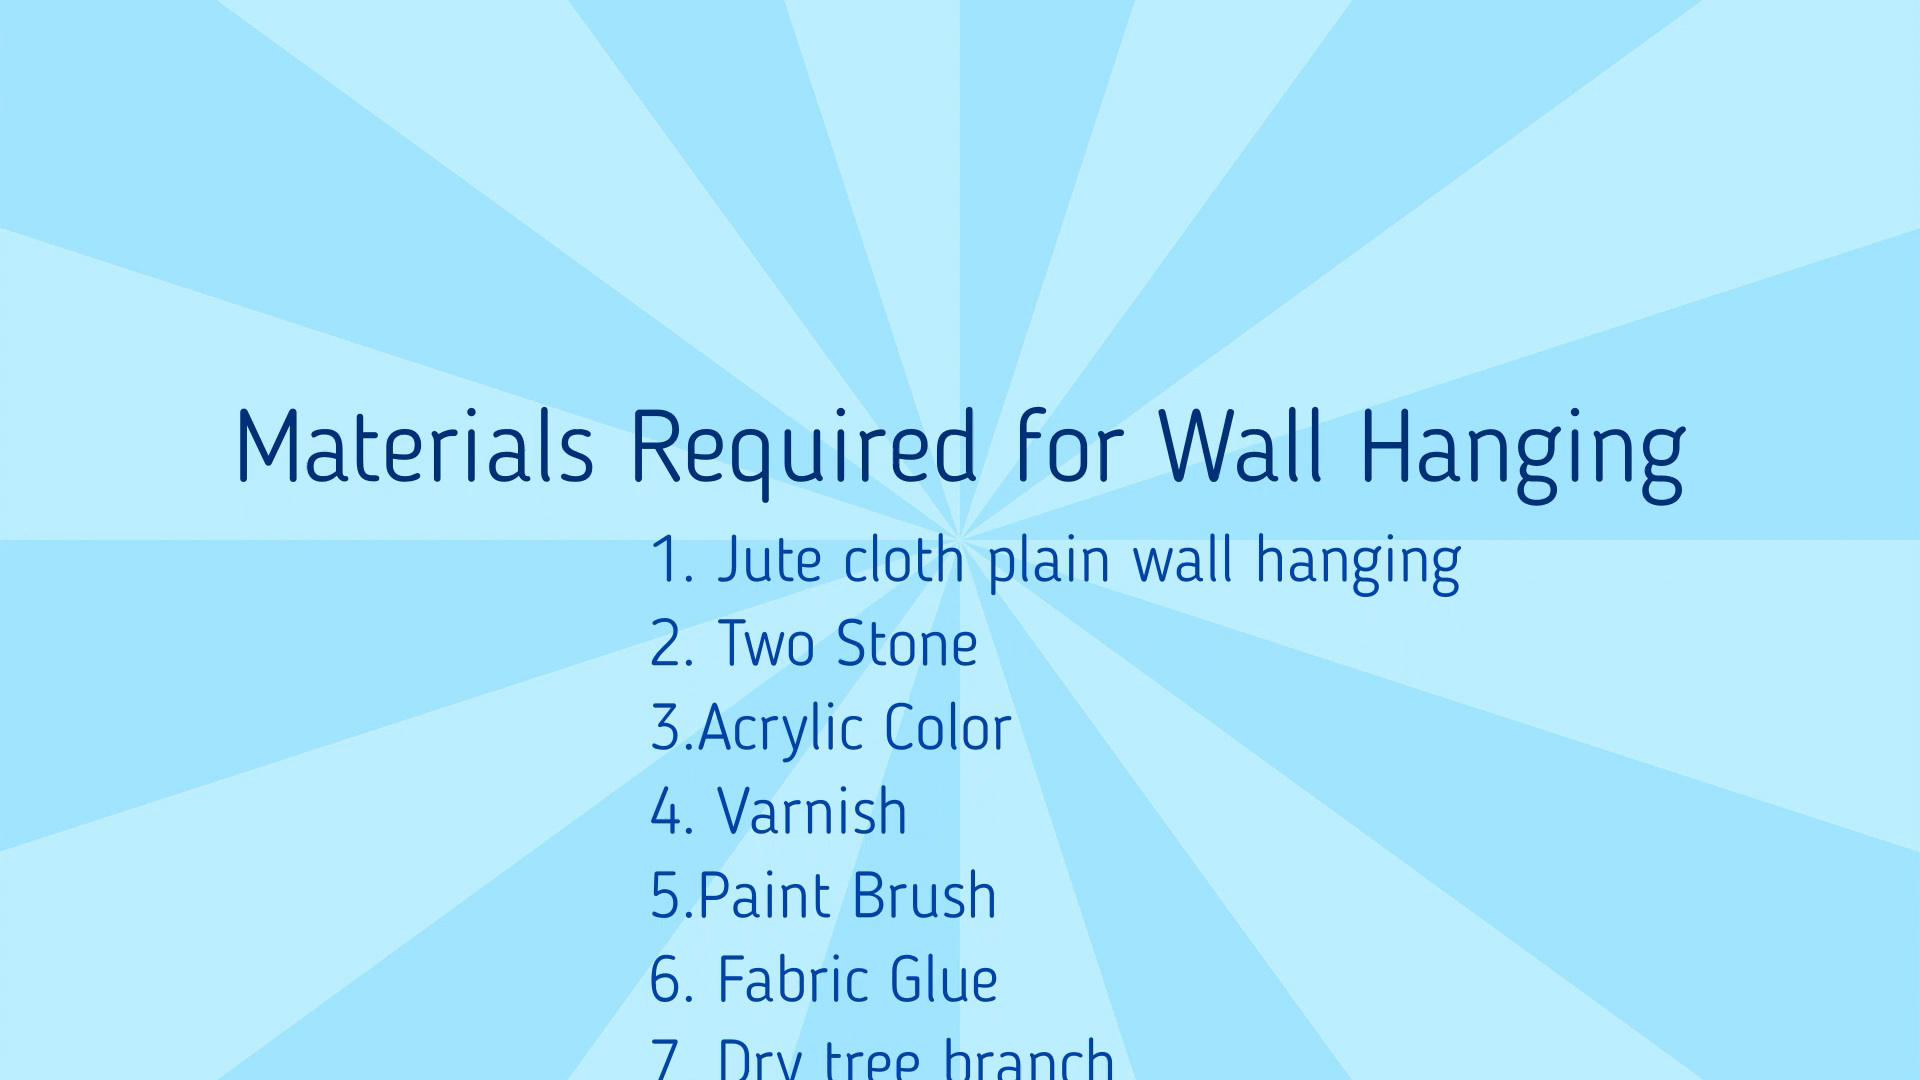 Materials Required for Wall Hanging
1. Jute cloth plain wall hanging
2. Two Stone
3.Acrylic Color
4. Varnish
5.Paint Brush
6. Fabric Glue
7. Dry tree branch